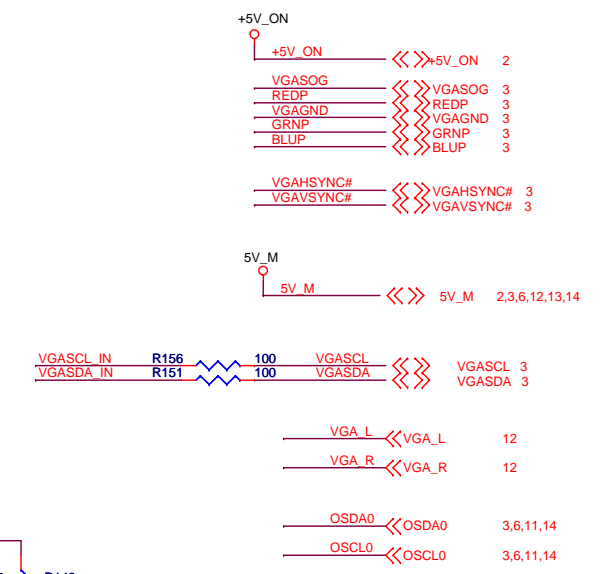 +5V_ON
+5V_ON +5V_ON 2
VGASOG VGASOG 3
REDP REDP 3
VGAGND VGAGND 3
GRNP GRNP 3
BLUP BLUP 3
VGAHSYNC# VGAHSYNC# 3
VGAVSYNC# VGAVSYNC# 3
5V_M
5V_M 5V_M 2,3,6,12,13,14
VGASCL_IN R156 100 VGASCL VGASCL 3
VGASDA_IN R151 100 VGASDA VGASDA 3
VGA_L VGA_L 12
VGA_R VGA_R 12
OSDA0 OSDA0 3,6,11,14
OSCL0 OSCL0 3,6,11,14